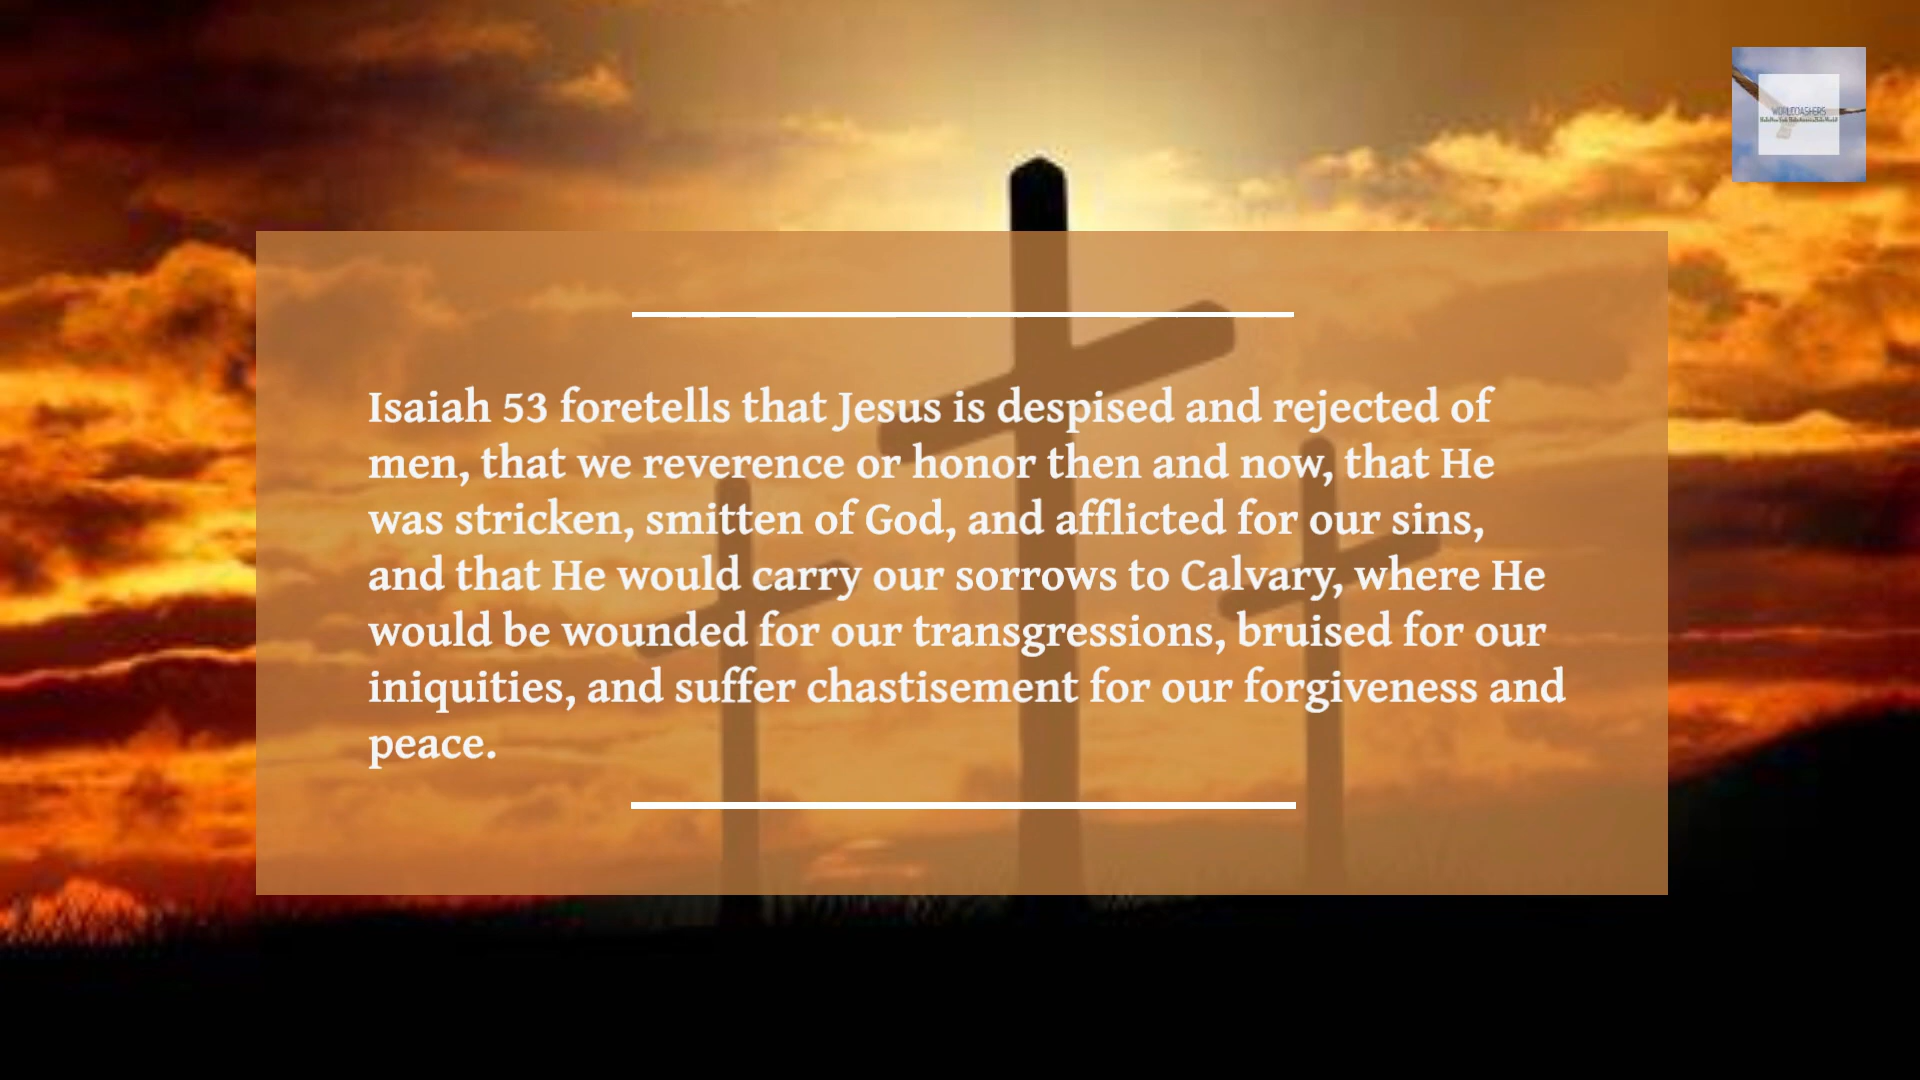 Isaiah 53 foretells that Jesus is despised and rejected of
men, that we reverence or honor then and now, that He
was stricken, smitten of God, and afflicted for our sins,
and that He would carry our sorrows to Calvary, where He
would be wounded for our transgressions, bruised for our
iniquities, and suffer chastisement for our forgiveness and
peace.